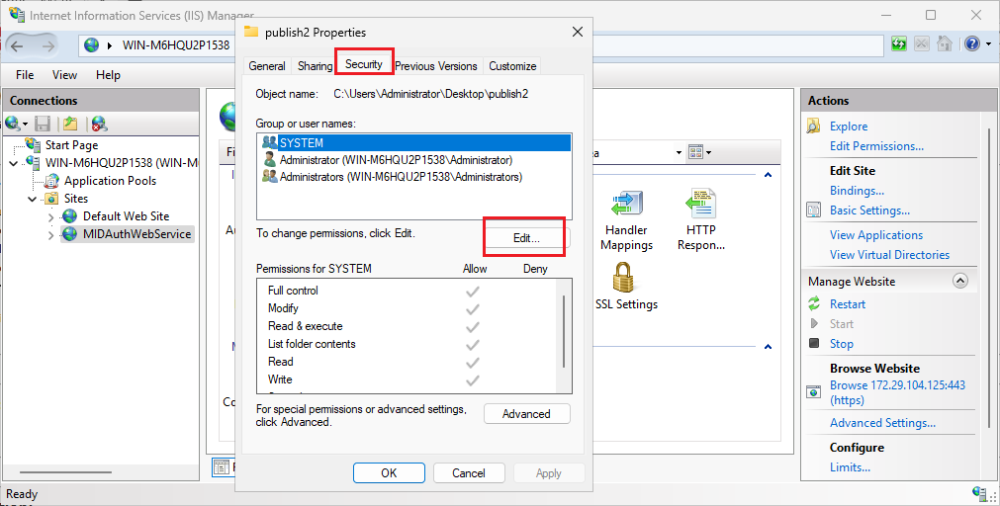 Internet Information Services (IIS) Manager
WIN-M6HQU2P1538
File View Help
Connections
Start Page
WIN-M6HQU2P1538 (WIN-M
Application Pools
Sites
Default Web Site
MIDAuthWebService
Ready
publish2 Properties
General Sharing Security Previous Versions Customize
Object name: C:\Users\Administrator\Desktop\publish2
Group or user names:
SYSTEM
Administrator (WIN-M6HQU2P1538\Administrator)
Administrators (WIN-M6HQU2P1538\Administrators)
To change permissions, click Edit.
Edit...
Permissions for SYSTEM Allow Deny
Full control
Modify
Read & execute
List folder contents
Read
Write
For special permissions or advanced settings,
click Advanced.
Advanced
OK Cancel Apply
Handler
Mappings
HTTP
Respon...
SSL Settings
Actions
Explore
Edit Permissions...
Edit Site
Bindings...
Basic Settings...
View Applications
View Virtual Directories
Manage Website
Restart
Start
Stop
Browse Website
Browse 172.29.104.125:443
(https)
Advanced Settings...
Configure
Limits...